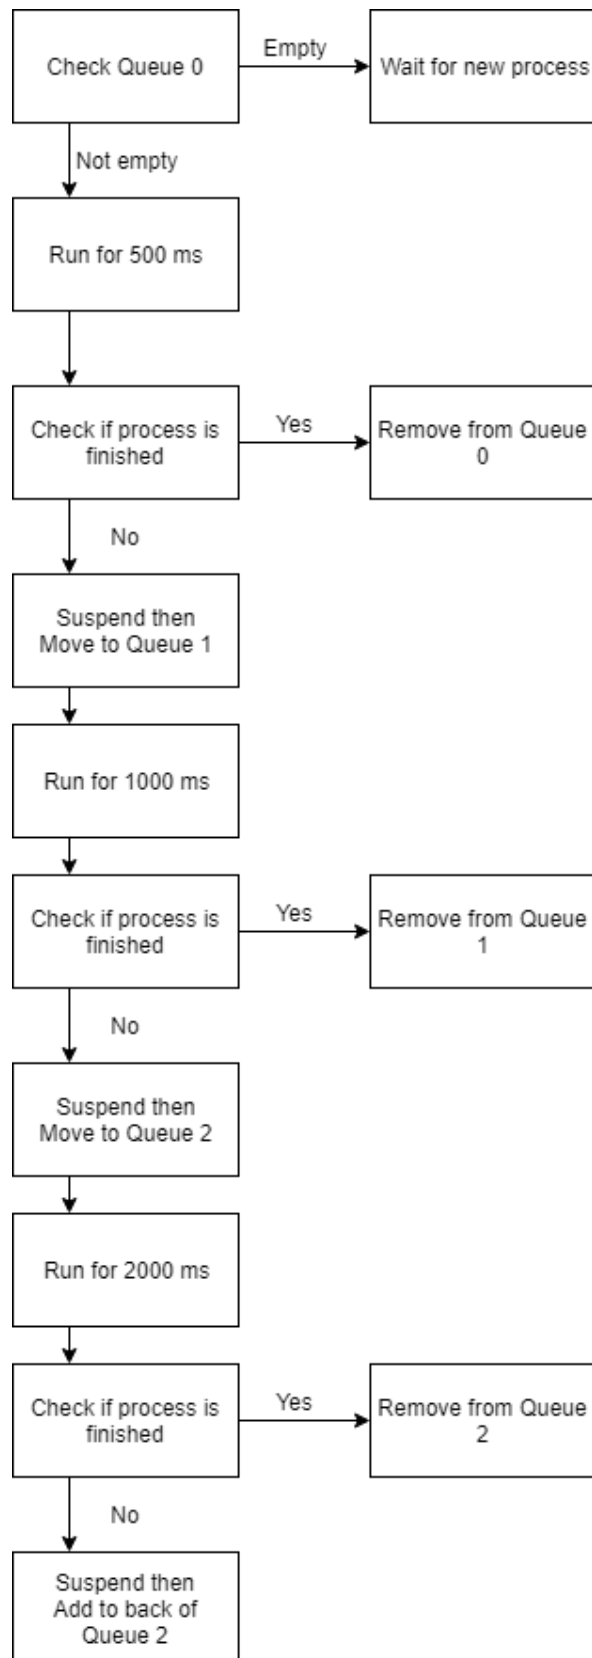 Check Queue 0
Empty
Wait for new process
Not empty
Run for 500 ms
Check if process is
finished
Yes
Remove from Queue
0
No
Suspend then
Move to Queue 1
Run for 1000 ms
Check if process is
finished
Yes
Remove from Queue
1
No
Suspend then
Move to Queue 2
Run for 2000 ms
Check if process is
finished
Yes
Remove from Queue
2
No
Suspend then
Add to back of
Queue 2